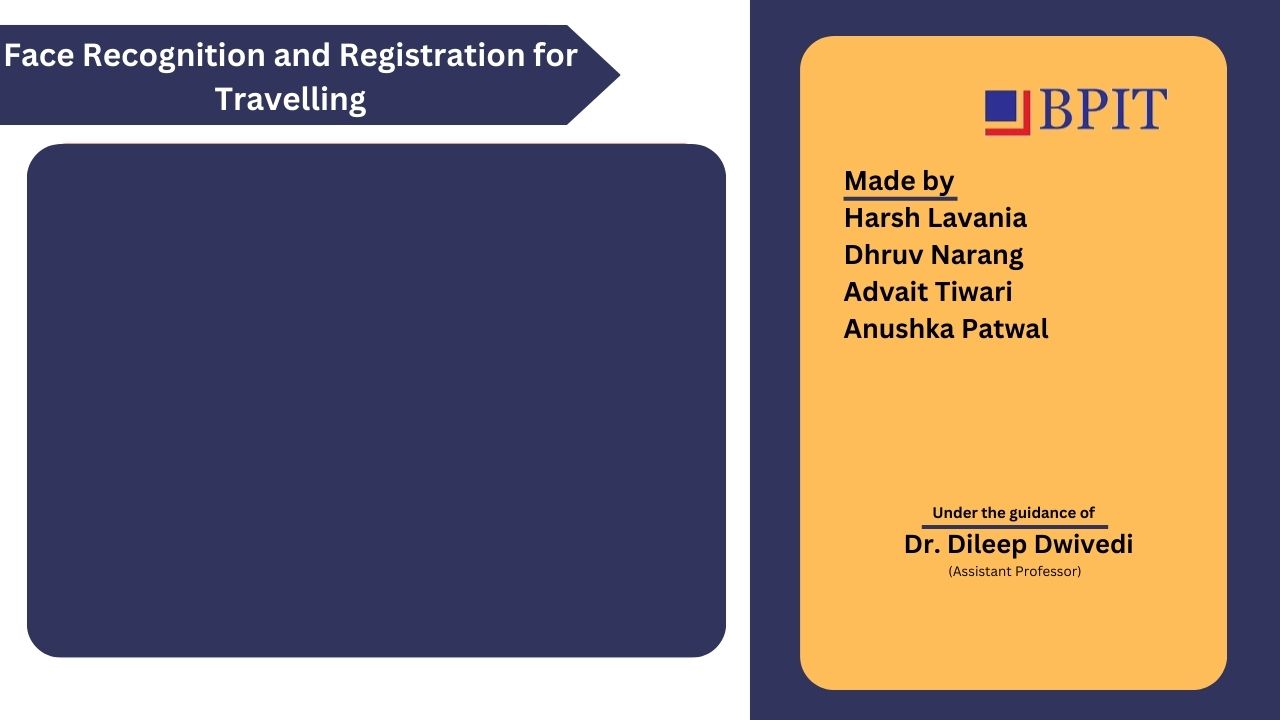 Face Recognition and Registration for
Travelling
BPIT
Made by
Harsh Lavania
Dhruv Narang
Advait Tiwari
Anushka Patwal
Under the guidance of
Dr. Dileep Dwivedi
(Assistant Professor)